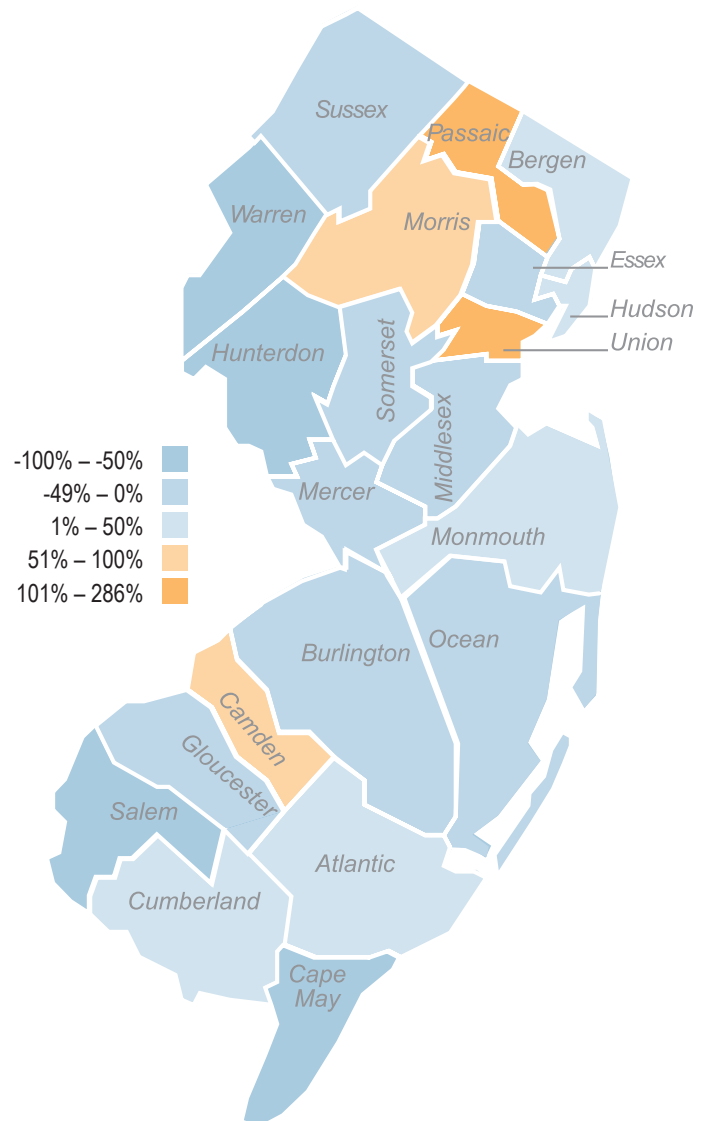 Sussex
Passaic
Bergen
Warren
Morris
Essex
Hudson
Union
Hunterdon
Somerset
Middlesex
-100% – -50%
-49% – 0%
1% – 50%
51% – 100%
101% – 286%
Mercer
Monmouth
Ocean
Burlington
Camden
Gloucester
Salem
Atlantic
Cumberland
Cape
May